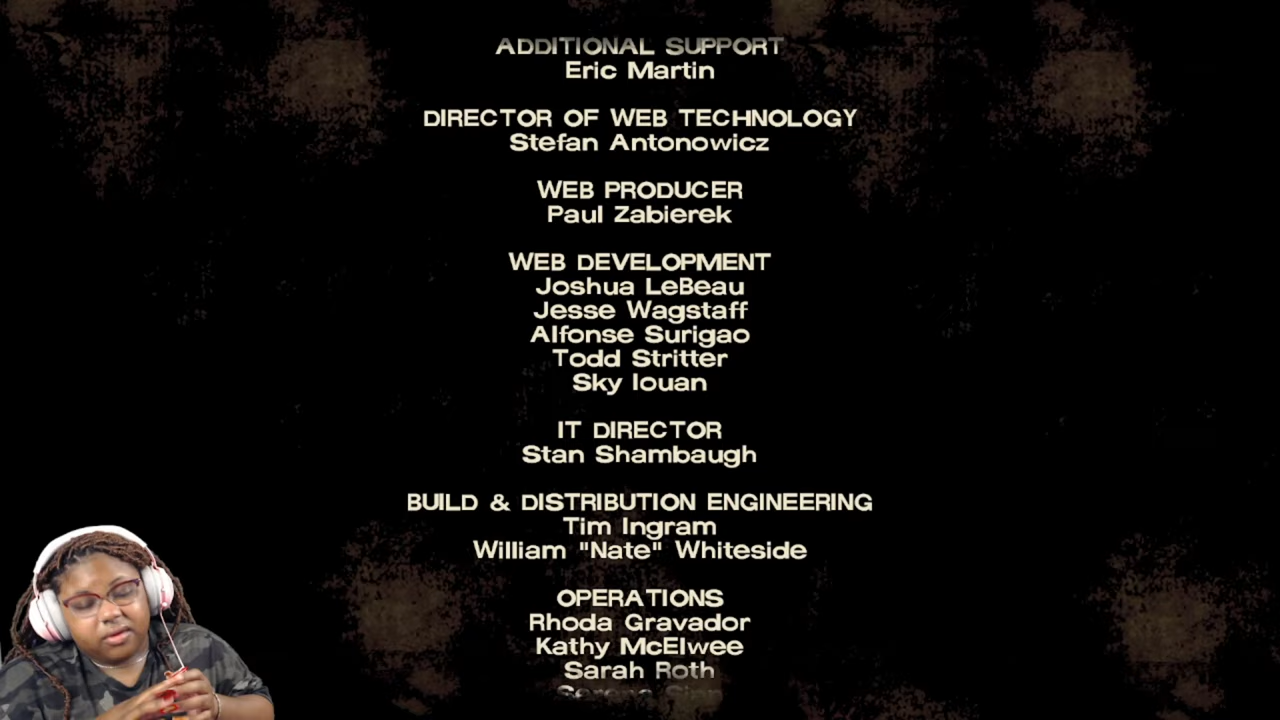 ADDITIONAL SUPPORT
Eric Martin
DIRECTOR OF WEB TECHNOLOGY
Stefan Antonowicz
WEB PRODUCER
Paul Zabierek
WEB DEVELOPMENT
Joshua LeBeau
Jesse Wagstaff
Alfonse Surigao
Todd Stritter
Sky Iouan
IT DIRECTOR
Stan Shambaugh
BUILD & DISTRIBUTION ENGINEERING
Tim Ingram
William "Nate" Whiteside
OPERATIONS
Rhoda Gravador
Kathy McElwee
Sarah Roth